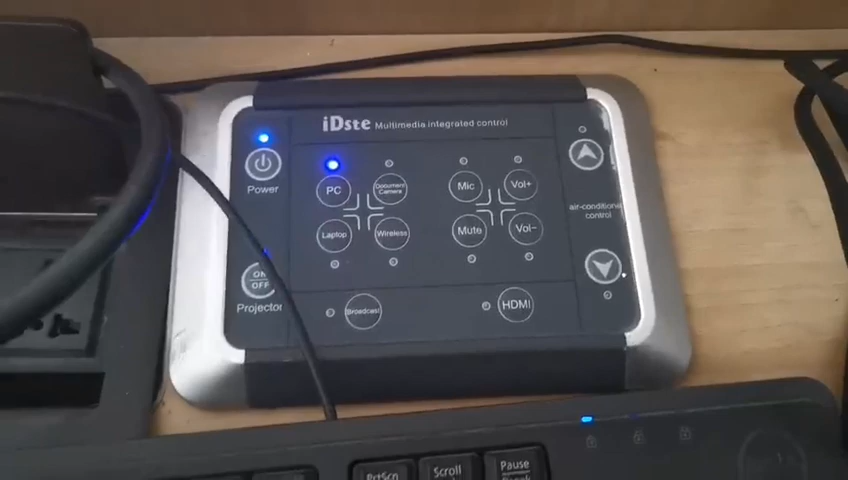 iDste Multimedia integrated control
Power
PC
Document Camera
Mic
Vol+
Laptop
Wireless
Mute
Vol-
air-conditional
control
ON
OFF
Projector
Broadcast
HDMI
PrtScn
Scroll
Pause